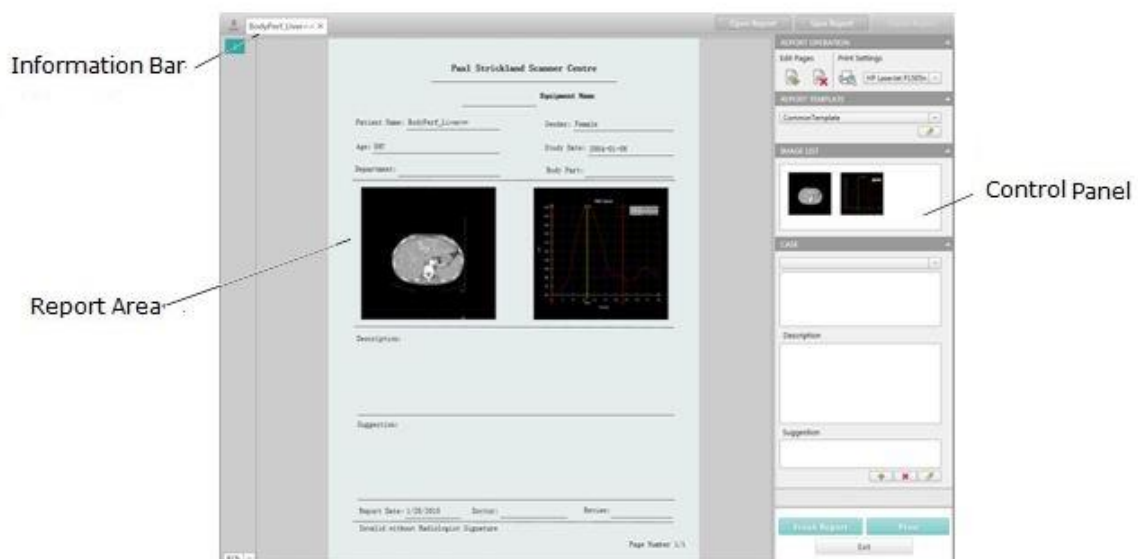 BodyPerf_Liver
Open Report Save Report
Information Bar
REPORT OPERATION
Edit Pages Print Settings
Paul Strickland Scanner Centre
Equipment Name
REPORT TEMPLATE
CommonTemplate
Patient Name: BodyPerf_Liver
Gender: Female
Age:
Study Date:
Department:
Body Part:
IMAGE LIST
Control Panel
CASE
Report Area
Description:
Description
Suggestion:
Suggestion
Report Date: 1/28/2010 Doctor: Review:
Invalid without Radiologist Signature
Page Number 1/1
Print
Exit